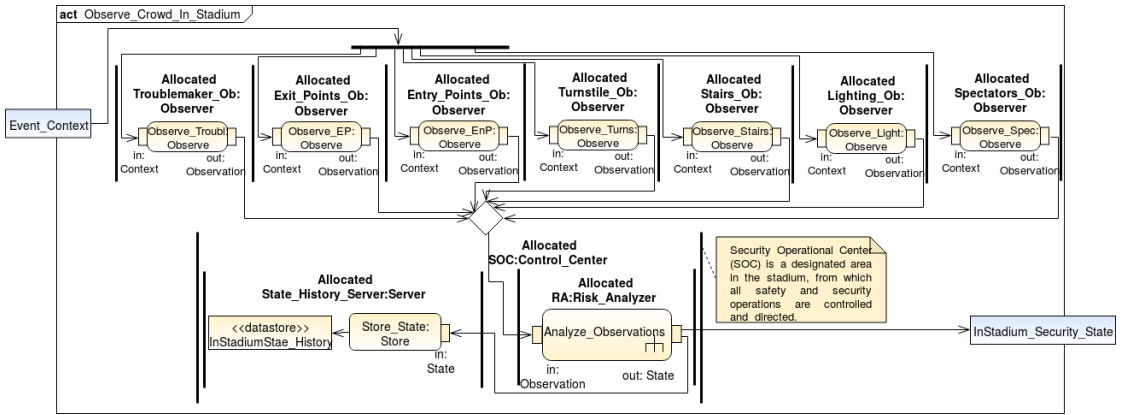 act Observe_Crowd_In_Stadium
Event_Context
Allocated
Troublemaker_Ob:
Observer
Observe_Troubl:
Observe
in:
Context
out:
Observation
Allocated
Exit_Points_Ob:
Observer
Observe_EP:
Observe
in:
Context
out:
Observation
Allocated
Entry_Points_Ob:
Observer
Observe_EnP:
Observe
in:
Context
out:
Observation
Allocated
Turnstile_Ob:
Observer
Observe_Turns:
Observe
in:
Context
out:
Observation
Allocated
Stairs_Ob:
Observer
Observe_Stairs:
Observe
in:
Context
out:
Observation
Allocated
Lighting_Ob:
Observer
Observe_Light:
Observe
in:
Context
out:
Observation
Allocated
Spectators_Ob:
Observer
Observe_Spec:
Observe
in:
Context
out:
Observation
Allocated
SOC:Control_Center
Security Operational Center
(SOC) is a designated area
in the stadium, from which
all safety and security
operations are controlled
and directed.
Allocated
State_History_Server:Server
<<datastore>>
InStadiumStae_History
Store_State:
Store
in:
State
Allocated
RA:Risk_Analyzer
Analyze_Observations
in:
Observation
out: State
InStadium_Security_State